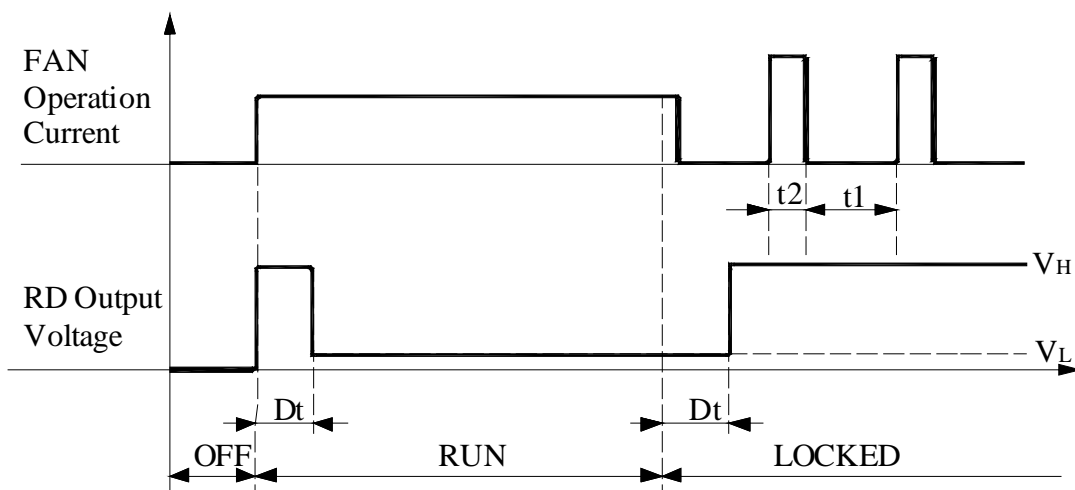 FAN
Operation
Current
t2 t1
RD Output
Voltage
VH
VL
Dt Dt
OFF RUN LOCKED